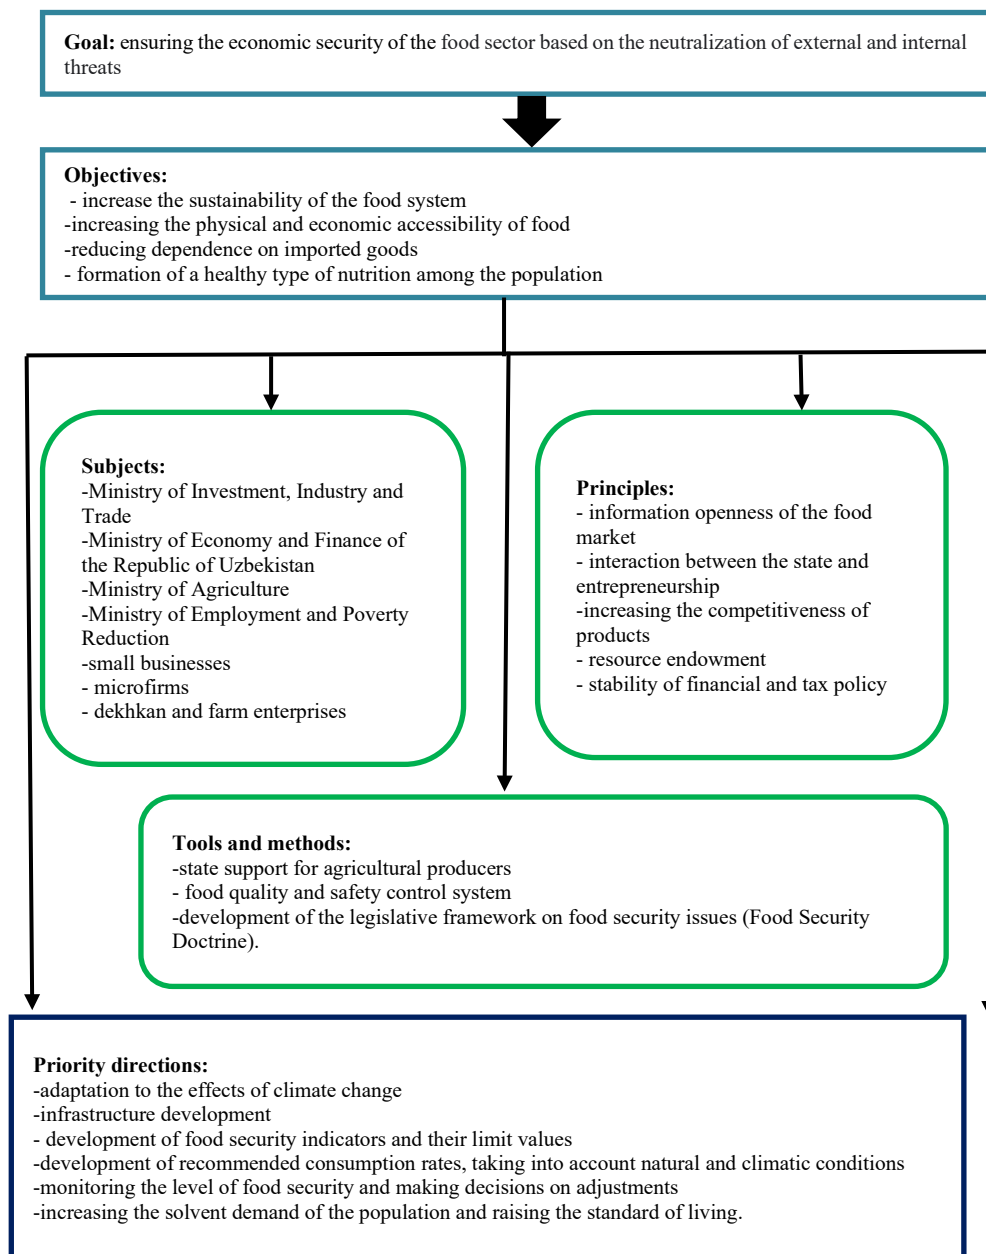 Goal: ensuring the economic security of the food sector based on the neutralization of external and internal
threats
Objectives:
- increase the sustainability of the food system
-increasing the physical and economic accessibility of food
-reducing dependence on imported goods
- formation of a healthy type of nutrition among the population
Subjects:
-Ministry of Investment, Industry and
Trade
-Ministry of Economy and Finance of
the Republic of Uzbekistan
-Ministry of Agriculture
-Ministry of Employment and Poverty
Reduction
-small businesses
- microfirms
- dekhkan and farm enterprises
Principles:
- information openness of the food
market
- interaction between the state and
entrepreneurship
-increasing the competitiveness of
products
- resource endowment
- stability of financial and tax policy
Tools and methods:
-state support for agricultural producers
- food quality and safety control system
-development of the legislative framework on food security issues (Food Security
Doctrine).
Priority directions:
-adaptation to the effects of climate change
-infrastructure development
- development of food security indicators and their limit values
-development of recommended consumption rates, taking into account natural and climatic conditions
-monitoring the level of food security and making decisions on adjustments
-increasing the solvent demand of the population and raising the standard of living.